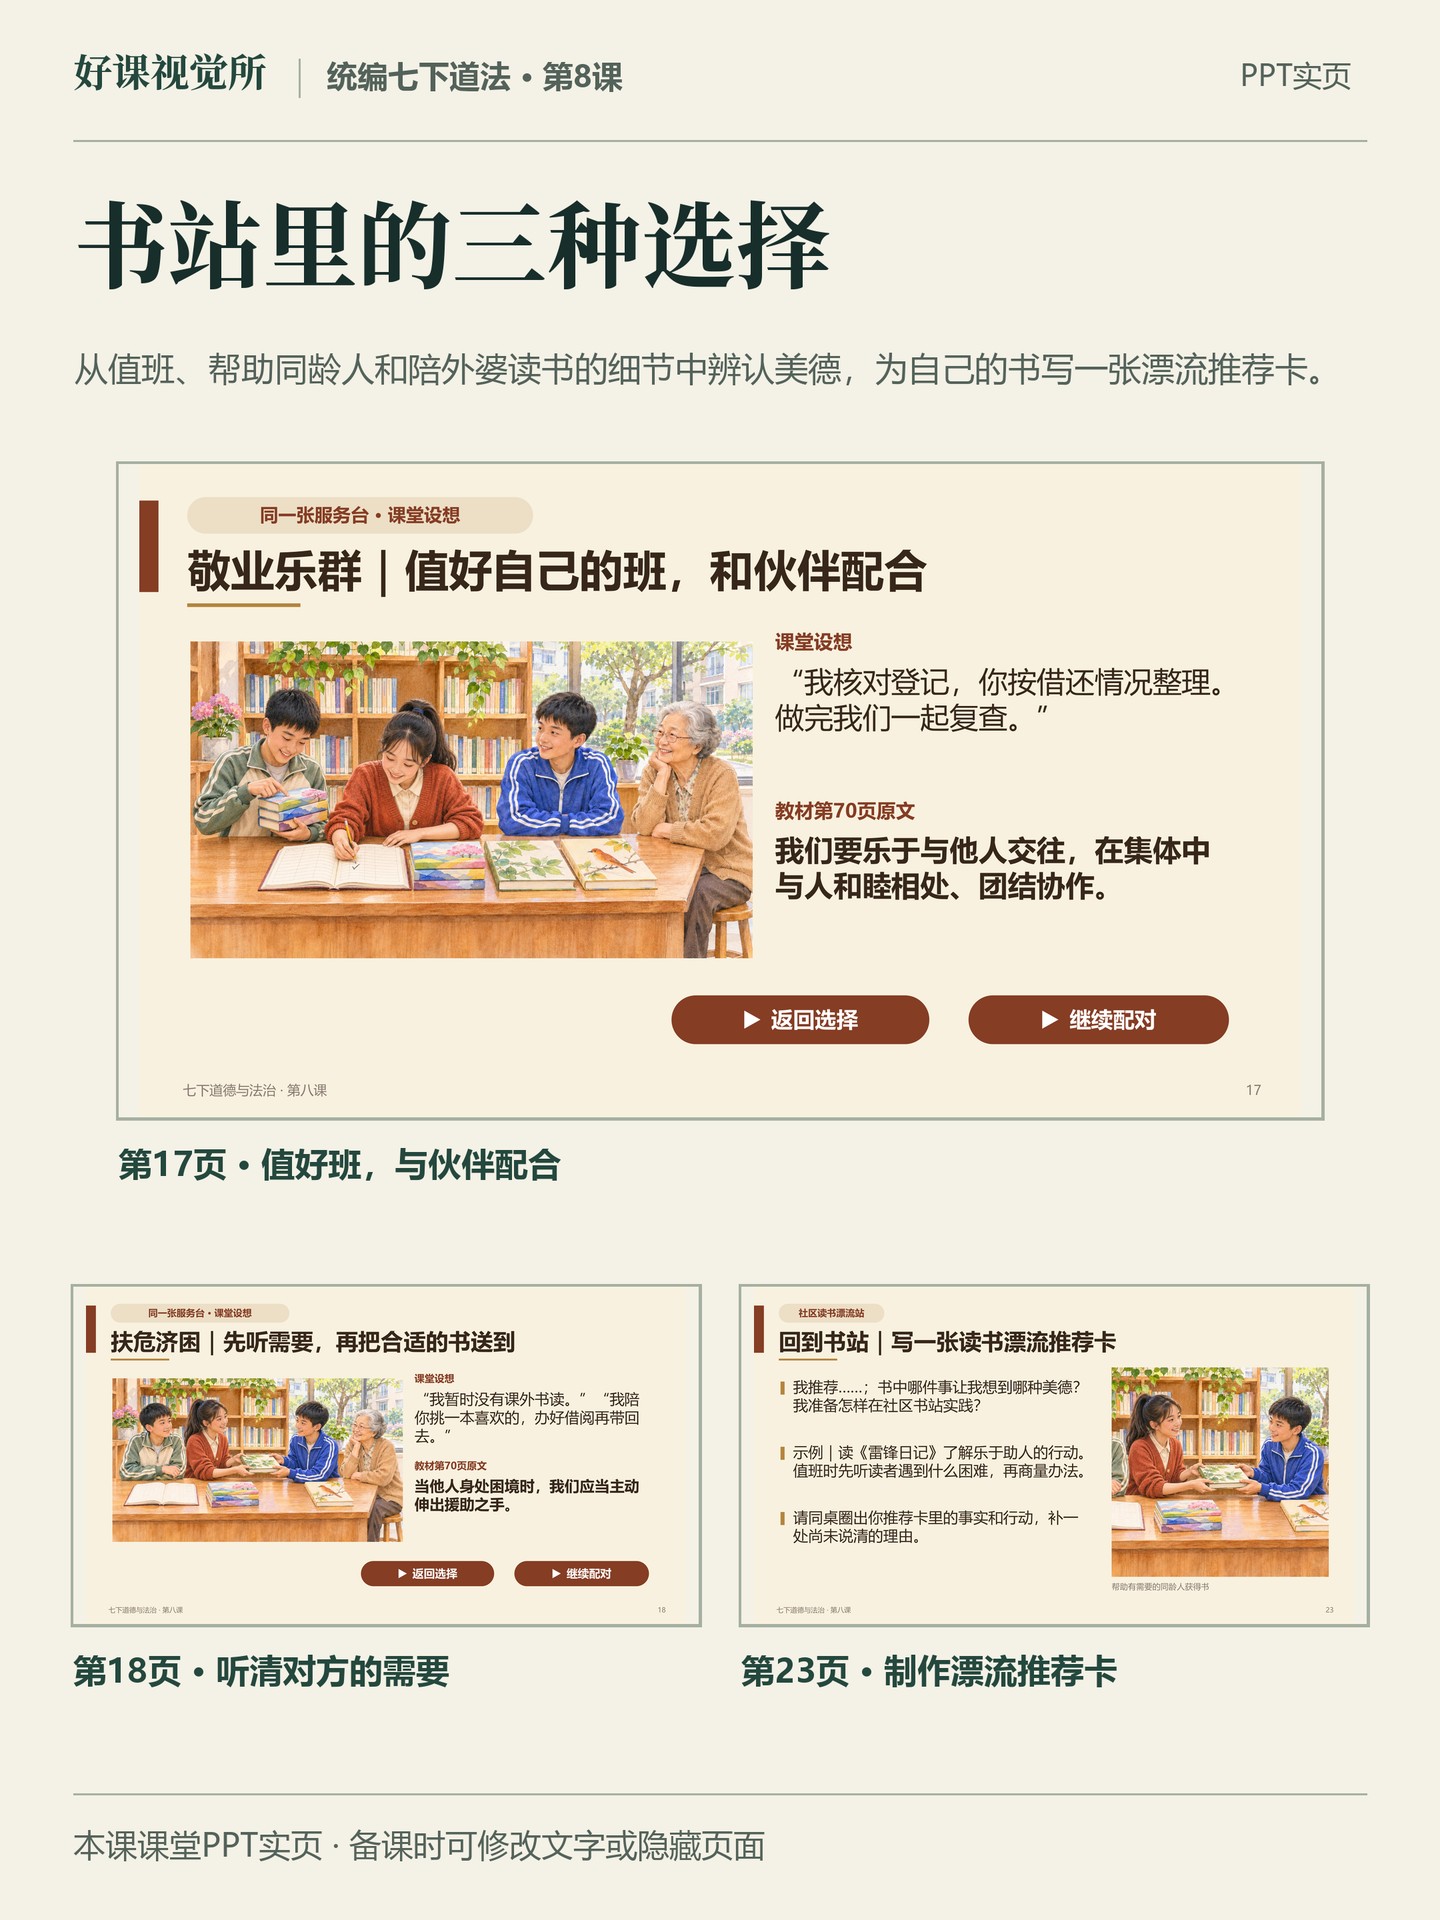 好课视觉所
统编七下道法•第8课
PPT实页
书站里的三种选择
从值班、帮助同龄人和陪外婆读书的细节中辨认美德，为自己的书写一张漂流推荐卡。
同一张服务台•课堂设想
敬业乐群｜值好自己的班，和伙伴配合
课堂设想
“我核对登记，你按借还情况整理。
做完我们一起复查。”
教材第70页原文
我们要乐于与他人交往，在集体中
与人和睦相处、团结协作。
▶ 返回选择
▶ 继续配对
七下道德与法治 · 第八课
17
第17页•值好班，与伙伴配合
同一张服务台•课堂设想
扶危济困｜先听需要，再把合适的书送到
课堂设想
“我暂时没有课外书读。” “我陪
你挑一本喜欢的，办好借阅再带回
去。”
教材第70页原文
当他人身处困境时，我们应当主动
伸出援助之手。
▶ 返回选择
▶ 继续配对
七下道德与法治 · 第八课
18
第18页•听清对方的需要
社区读书漂流站
回到书站｜写一张读书漂流推荐卡
我推荐……；书中哪件事让我想到哪种美德？
我准备怎样在社区书站实践？
示例｜读《雷锋日记》了解乐于助人的行动。
值班时先听读者遇到什么困难，再商量办法。
请同桌圈出你推荐卡里的事实和行动，补一
处尚未说清的理由。
帮助有需要的同龄人获得书
七下道德与法治 · 第八课
23
第23页•制作漂流推荐卡
本课课堂PPT实页 · 备课时可修改文字或隐藏页面